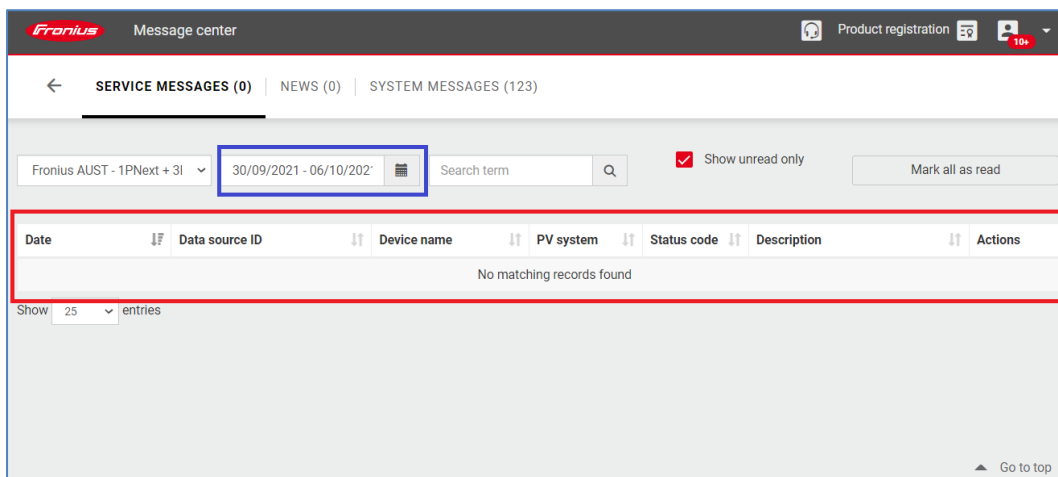 Fronius Message center Product registration 10+
SERVICE MESSAGES (0) NEWS (0) SYSTEM MESSAGES (123)
Fronius AUST - 1PNext + 3I 30/09/2021 - 06/10/202 Search term Show unread only Mark all as read
Date Data source ID Device name PV system Status code Description Actions
No matching records found
Show 25 entries
Go to top